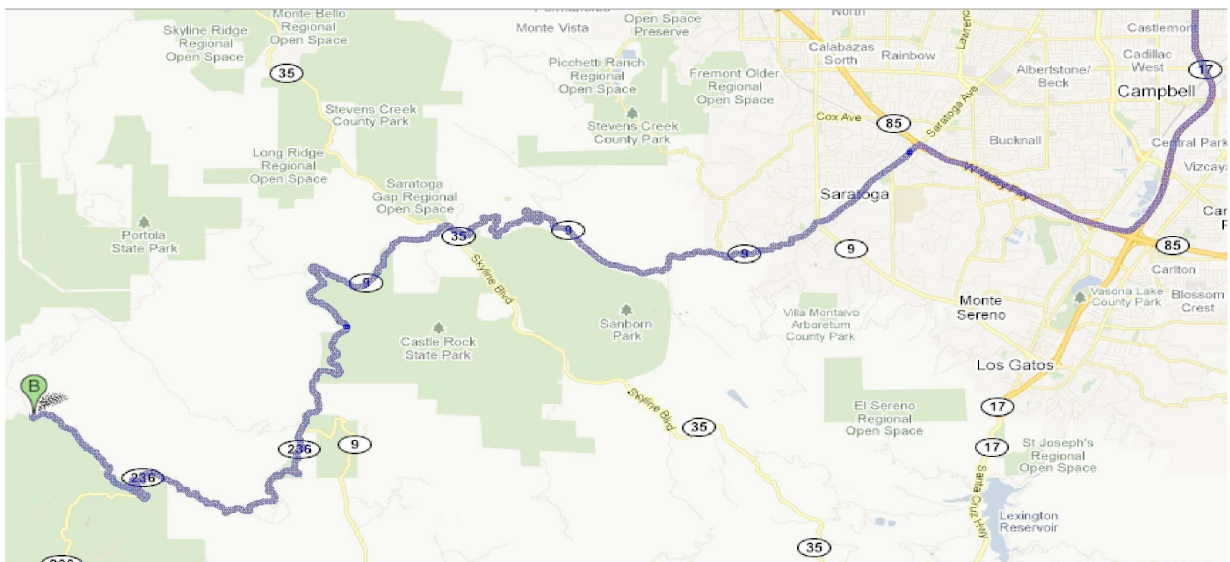 Monte Bello
Regional
Open Space
Skyline Ridge
Regional
Open Space
35
Monte Vista
Open Space
Preserve
North
Calabazas
South
Rainbow
Castlemont
Cadillac
West
17
Albertstone/
Beck
Campbell
Picchetti Ranch
Regional
Open Space
Fremont Older
Regional
Open Space
Stevens Creek
County Park
Stevens Creek
County Park
Cox Ave
85
Saratoga Ave
Bucknall
Central Park
Long Ridge
Regional
Open Space
Saratoga
Gap Regional
Open Space
Saratoga
W Valley Fwy
Portola
State Park
35
9
9
9
85
Carlton
9
Skyline Blvd
Vasona Lake
County Park
Blossom
Crest
Monte
Sereno
Villa Montalvo
Arboretum
County Park
Sanborn
Park
Castle Rock
State Park
Los Gatos
B
Skyline Blvd
35
17
El Sereno
Regional
Open Space
236
9
17
St Joseph's
Regional
Open Space
236
Santa Cruz Hwy
Lexington
Reservoir
35